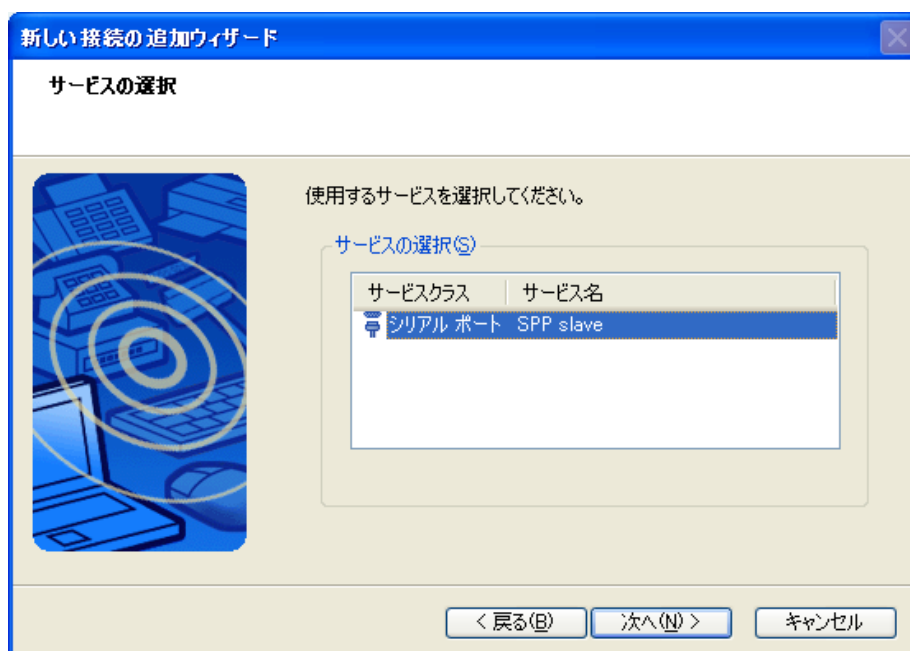 新しい接続の追加ウィザード
サービスの選択
使用するサービスを選択してください。
サービスの選択(S)
サービスクラス サービス名
シリアル ポート SPP slave
< 戻る(B) 次へ(N) > キャンセル